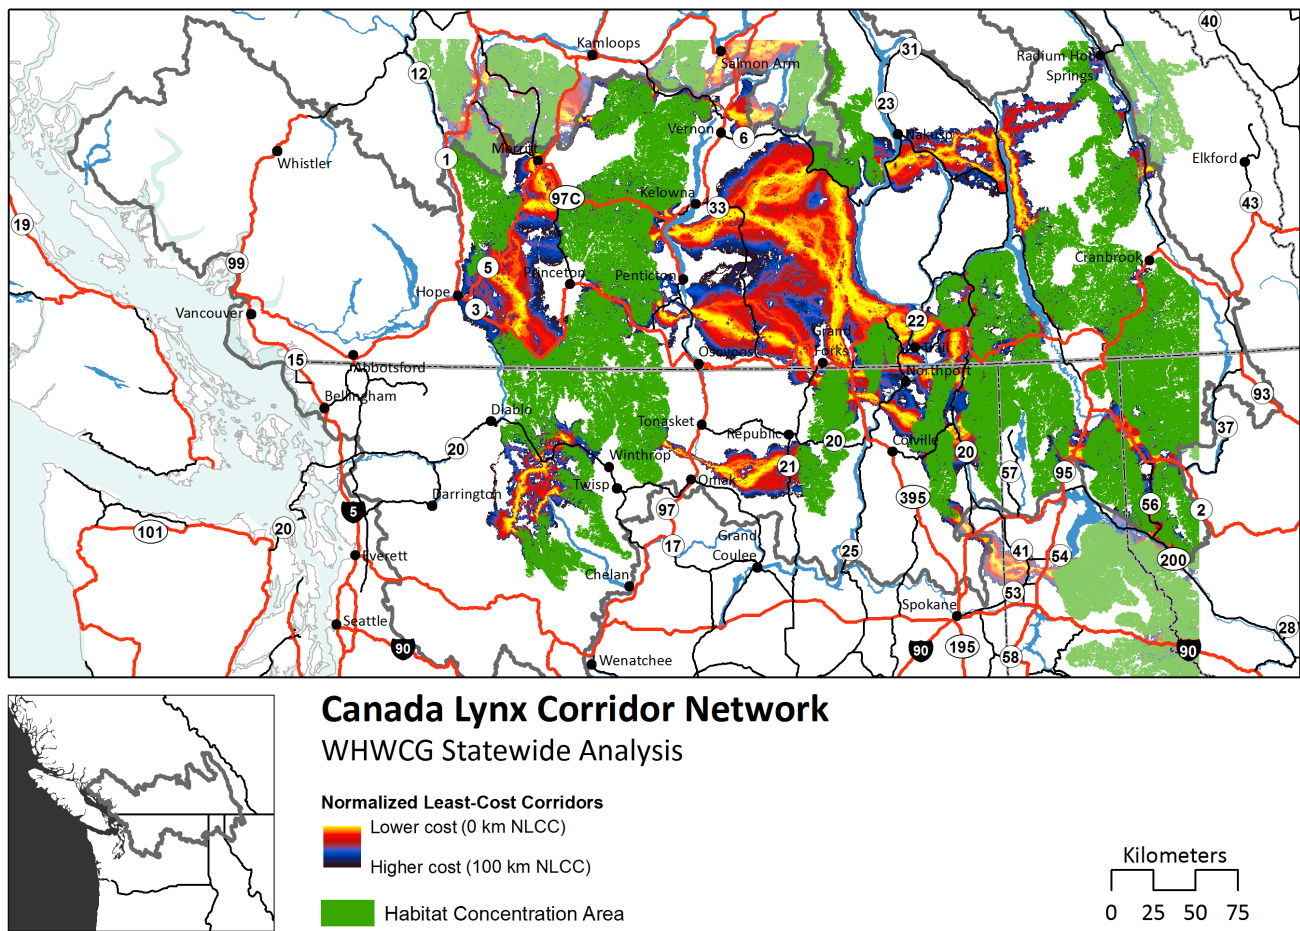 40
Kamloops
31
Radium Hot
Springs
12
Salmon Arm
23
Vernon
6
Nakusp
Merritt
1
Whistler
Elkford
97C
Kelowna
33
43
19
99
5
Princeton
Penticton
Cranbrook
Hope
3
Vancouver
22
Grand
Forks
Trail
15
Osoyoos
Abbotsford
Northport
Bellingham
93
Diablo
Tonasket
Republic
20
37
20
Colville
20
Winthrop
21
57
95
Twisp
Omak
Darrington
395
97
56
2
5
101
20
17
Grand
Coulee
25
41
54
Everett
200
Chelan
53
Spokane
Seattle
28
90
90
195
58
90
Wenatchee
Canada Lynx Corridor Network
WHWCG Statewide Analysis
Normalized Least-Cost Corridors
Lower cost (0 km NLCC)
Higher cost (100 km NLCC)
Habitat Concentration Area
Kilometers
0 25 50 75